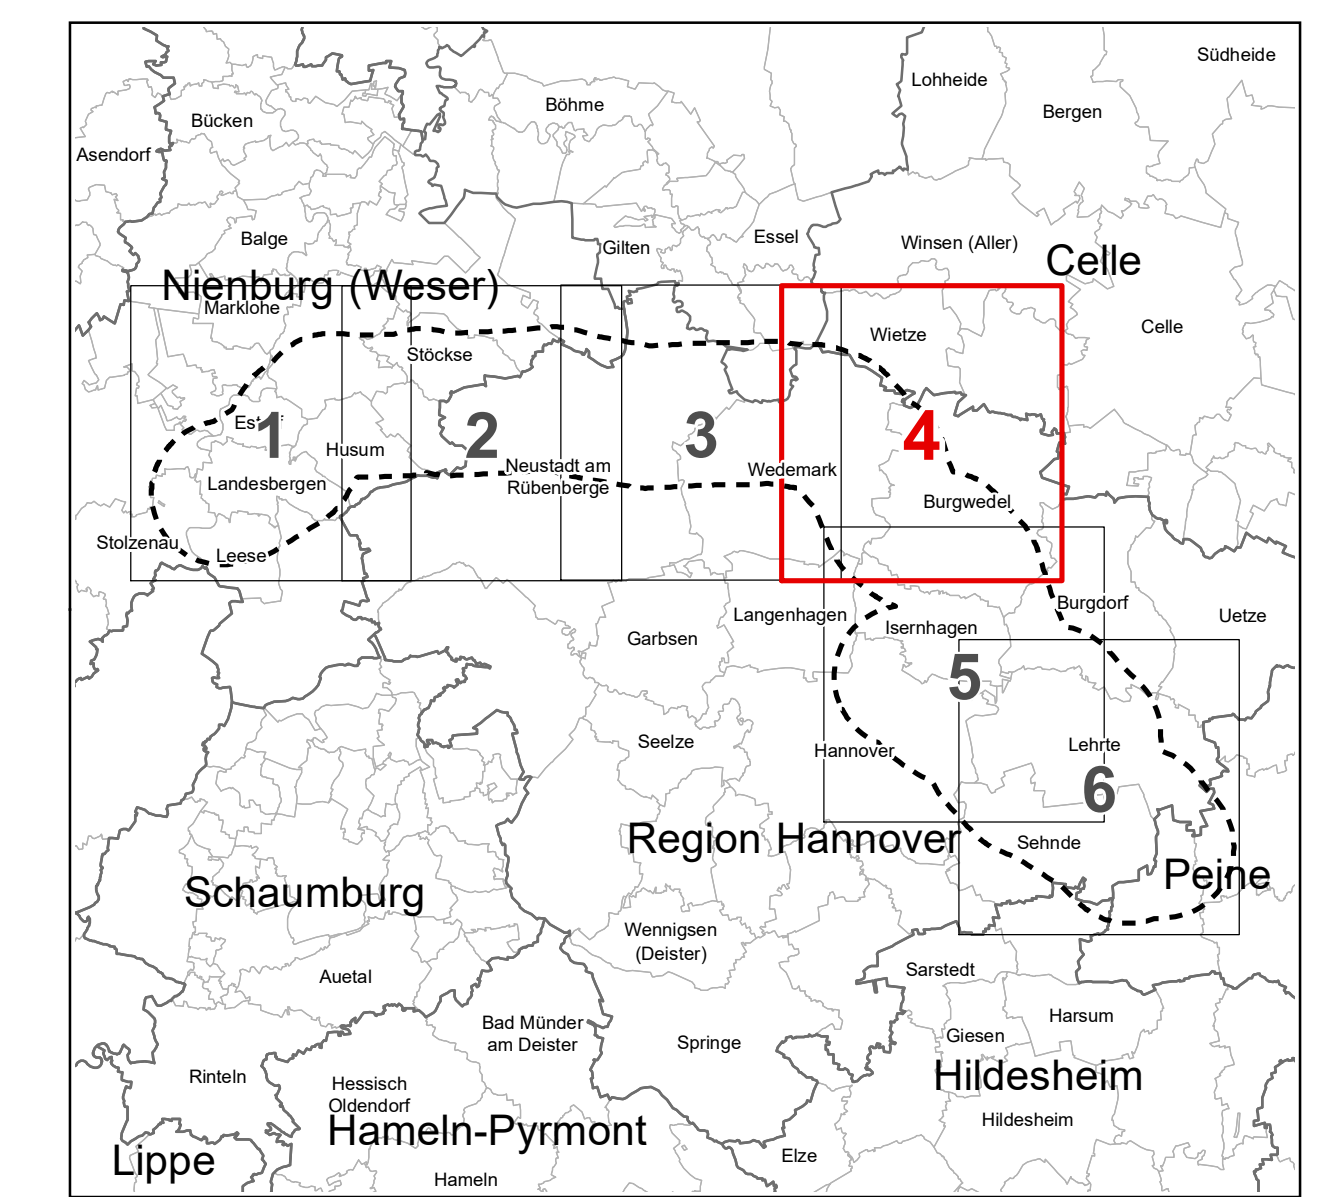 Südheide
Lohheide
Böhme
Bergen
Bücken
Asendorf
Balge
Gilten
Essel
Winsen (Aller)
Celle
Nienburg (Weser)
Marklohe
Celle
Wietze
Stöckse
1
2
3
4
Husum
Neustadt am
Rübenberge
Wedemark
Landesbergen
Burgwedel
Stolzenau
Leese
Burgdorf
Langenhagen
Isernhagen
Uetze
Garbsen
5
Seelze
Hannover
Lehrte
6
Region Hannover
Sehnde
Peine
Schaumburg
Wennigsen
(Deister)
Auetal
Sarstedt
Bad Münder
am Deister
Springe
Giesen
Harsum
Rinteln
Hessisch
Oldendorf
Hildesheim
Hameln-Pyrmont
Hildesheim
Lippe
Elze
Hameln